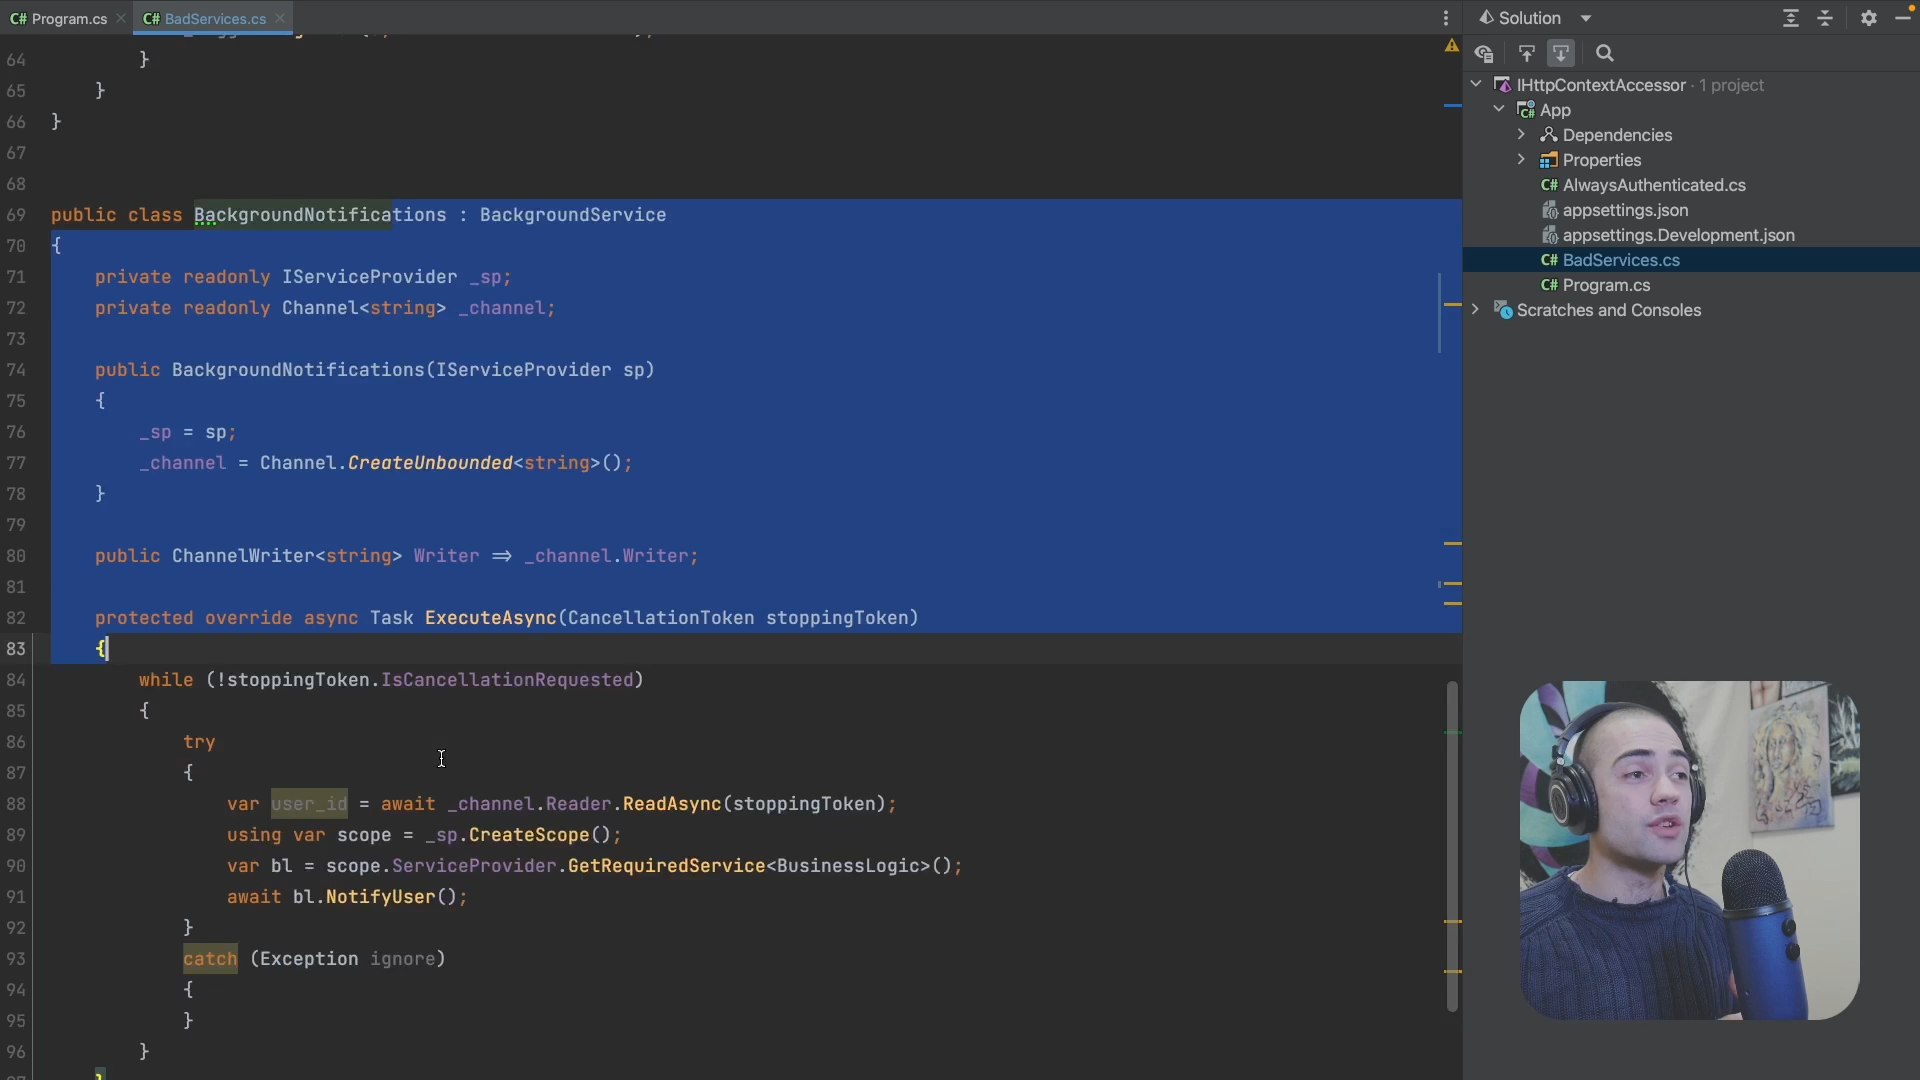 C# Program.cs
C# BadServices.cs
64 }
65 }
66 }
67
68
69 public class BackgroundNotifications : BackgroundService
70 {
71 private readonly IServiceProvider _sp;
72 private readonly Channel<string> _channel;
73
74 public BackgroundNotifications(IServiceProvider sp)
75 {
76 _sp = sp;
77 _channel = Channel.CreateUnbounded<string>();
78 }
79
80 public ChannelWriter<string> Writer => _channel.Writer;
81
82 protected override async Task ExecuteAsync(CancellationToken stoppingToken)
83 {
84 while (!stoppingToken.IsCancellationRequested)
85 {
86 try
87 {
88 var user_id = await _channel.Reader.ReadAsync(stoppingToken);
89 using var scope = _sp.CreateScope();
90 var bl = scope.ServiceProvider.GetRequiredService<BusinessLogic>();
91 await bl.NotifyUser();
92 }
93 catch (Exception ignore)
94 {
95 }
96 }
Solution
IHttpContextAccessor · 1 project
C# App
Dependencies
Properties
C# AlwaysAuthenticated.cs
appsettings.json
appsettings.Development.json
C# BadServices.cs
C# Program.cs
Scratches and Consoles